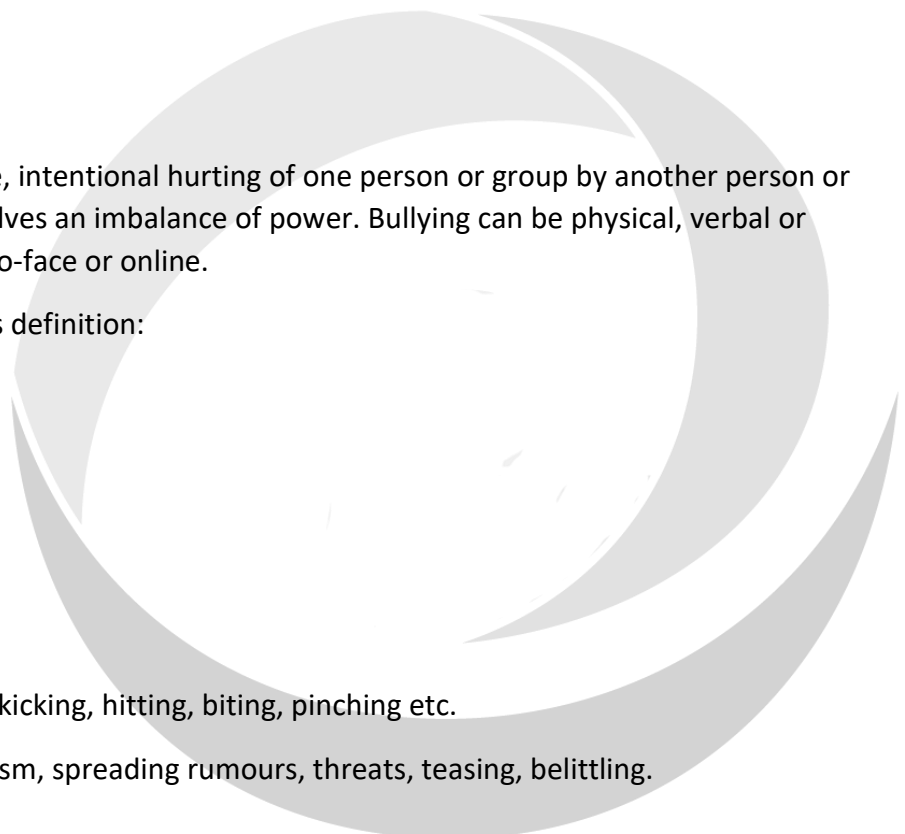 , intentional hurting of one person or group by another person or
lves an imbalance of power. Bullying can be physical, verbal or
o-face or online.
s definition:
kicking, hitting, biting, pinching etc.
sm, spreading rumours, threats, teasing, belittling.